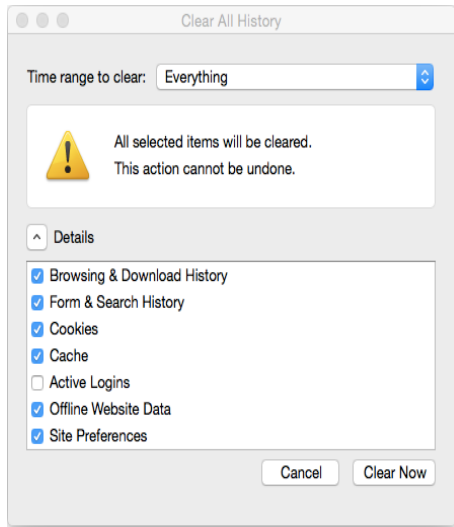 Clear All History
Time range to clear: Everything
All selected items will be cleared.
This action cannot be undone.
Details
Browsing & Download History
Form & Search History
Cookies
Cache
Active Logins
Offline Website Data
Site Preferences
Cancel Clear Now